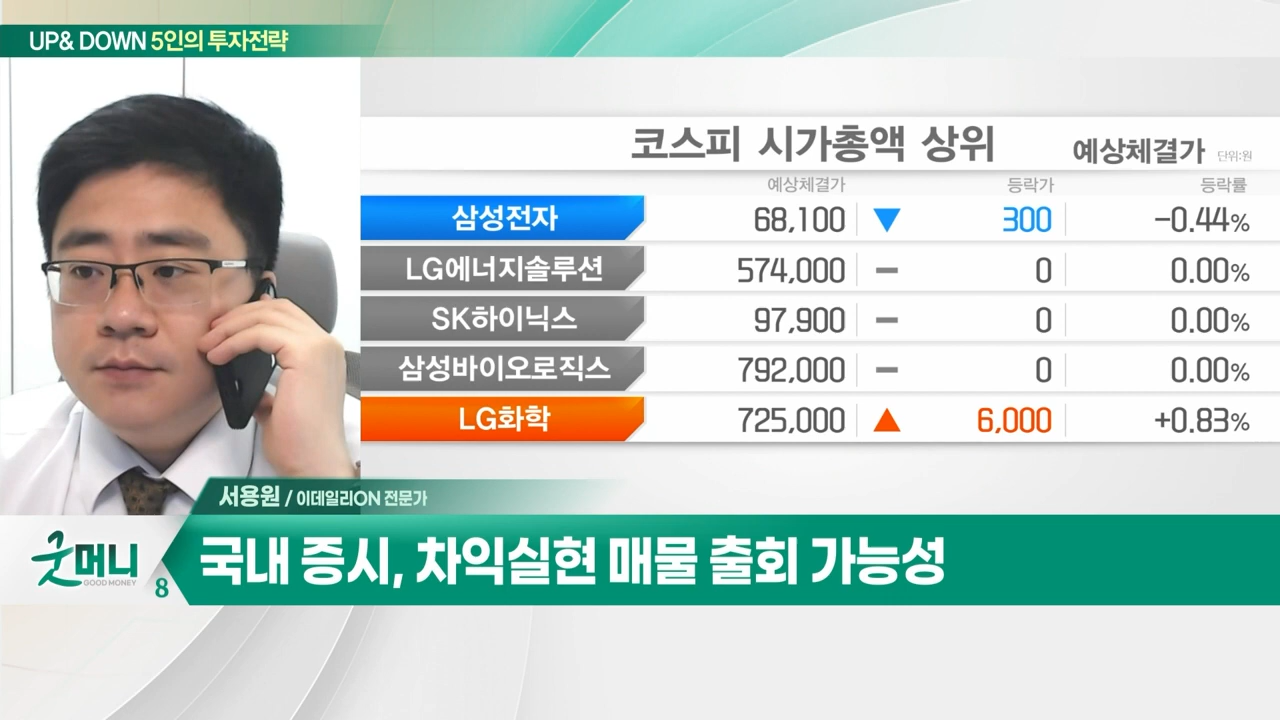 UP& DOWN 5인의 투자전략
코스피 시가총액 상위 예상체결가 단위:원
예상체결가 등락가 등락률
삼성전자 68,100 ▼ 300 -0.44%
LG에너지솔루션 574,000 - 0 0.00%
SK하이닉스 97,900 - 0 0.00%
삼성바이오로직스 792,000 - 0 0.00%
LG화학 725,000 ▲ 6,000 +0.83%
서용원 / 이데일리ON 전문가
굿머니 GOOD MONEY 8
국내 증시, 차익실현 매물 출회 가능성